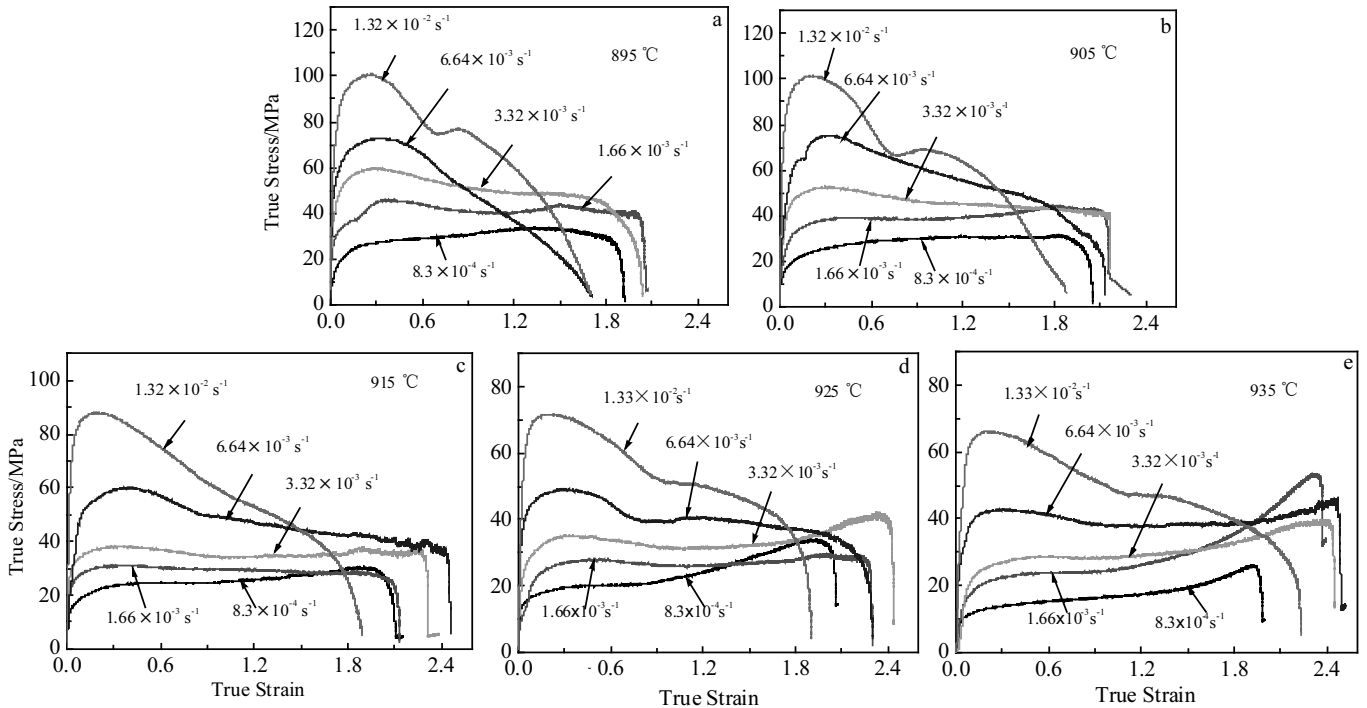 a
895 ℃
1.32×10⁻² s⁻¹
6.64×10⁻³ s⁻¹
3.32×10⁻³ s⁻¹
1.66×10⁻³ s⁻¹
8.3×10⁻⁴ s⁻¹
True Stress/MPa
120
100
80
60
40
20
0
0.0 0.6 1.2 1.8 2.4
b
905 ℃
1.32×10⁻² s⁻¹
6.64×10⁻³ s⁻¹
3.32×10⁻³s⁻¹
1.66×10⁻³ s⁻¹
8.3×10⁻⁴s⁻¹
120
100
80
60
40
20
0
0.0 0.6 1.2 1.8 2.4
c
915 ℃
1.32×10⁻² s⁻¹
6.64×10⁻³ s⁻¹
3.32×10⁻³ s⁻¹
1.66×10⁻³ s⁻¹
8.3×10⁻⁴ s⁻¹
True Stress/MPa
100
80
60
40
20
0
0.0 0.6 1.2 1.8 2.4
True Strain
d
925 ℃
1.33×10⁻²s⁻¹
6.64×10⁻³s⁻¹
3.32×10⁻³s⁻¹
1.66x10⁻³s⁻¹
8.3x10⁻⁴s⁻¹
80
60
40
20
0
0.0 - 0.6 1.2 1.8 2.4
True Strain
e
935 ℃
1.33×10⁻²s⁻¹
6.64×10⁻³s⁻¹
3.32×10⁻³s⁻¹
1.66x10⁻³s⁻¹
8.3x10⁻⁴s⁻¹
80
60
40
20
0
0.0 0.6 1.2 1.8 2.4
True Strain